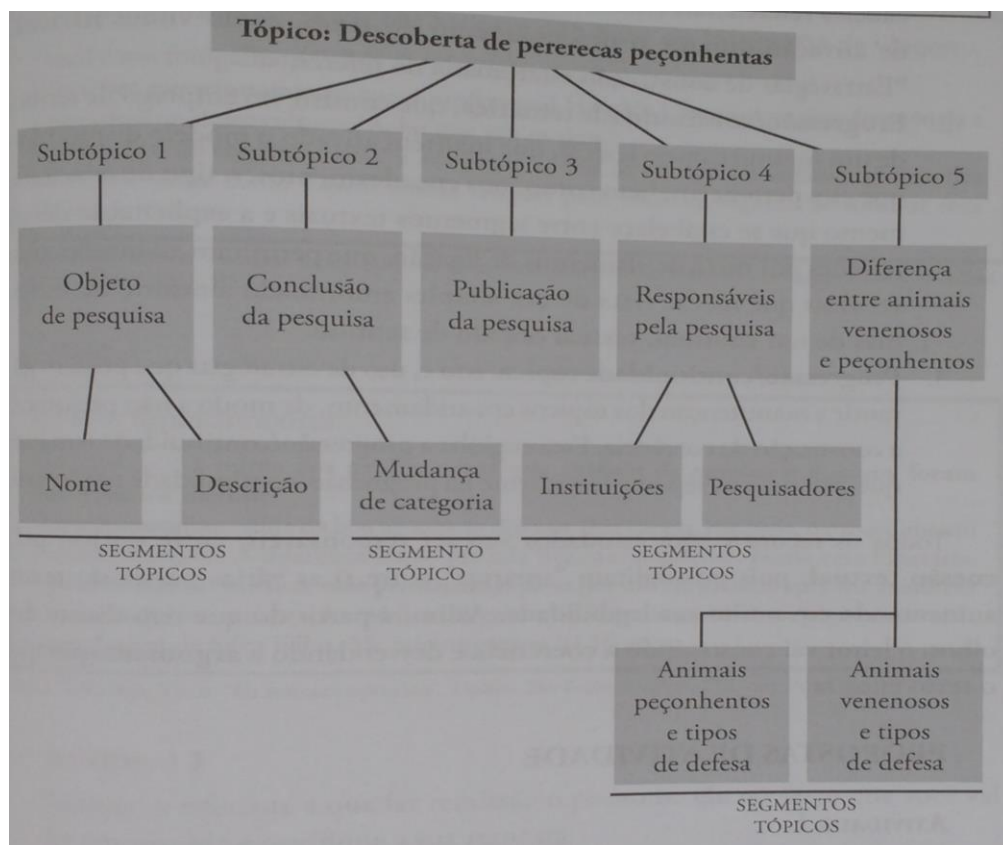 Tópico: Descoberta de pererecas peçonhentas
Subtópico 1
Subtópico 2
Subtópico 3
Subtópico 4
Subtópico 5
Objeto
de pesquisa
Conclusão
da pesquisa
Publicação
da pesquisa
Responsáveis
pela pesquisa
Diferença
entre animais
venenosos
e peçonhentos
Nome
Descrição
Mudança
de categoria
Instituições
Pesquisadores
SEGMENTOS
TÓPICOS
SEGMENTO
TÓPICO
SEGMENTOS
TÓPICOS
Animais
peçonhentos
e tipos
de defesa
Animais
venenosos
e tipos
de defesa
SEGMENTOS
TÓPICOS